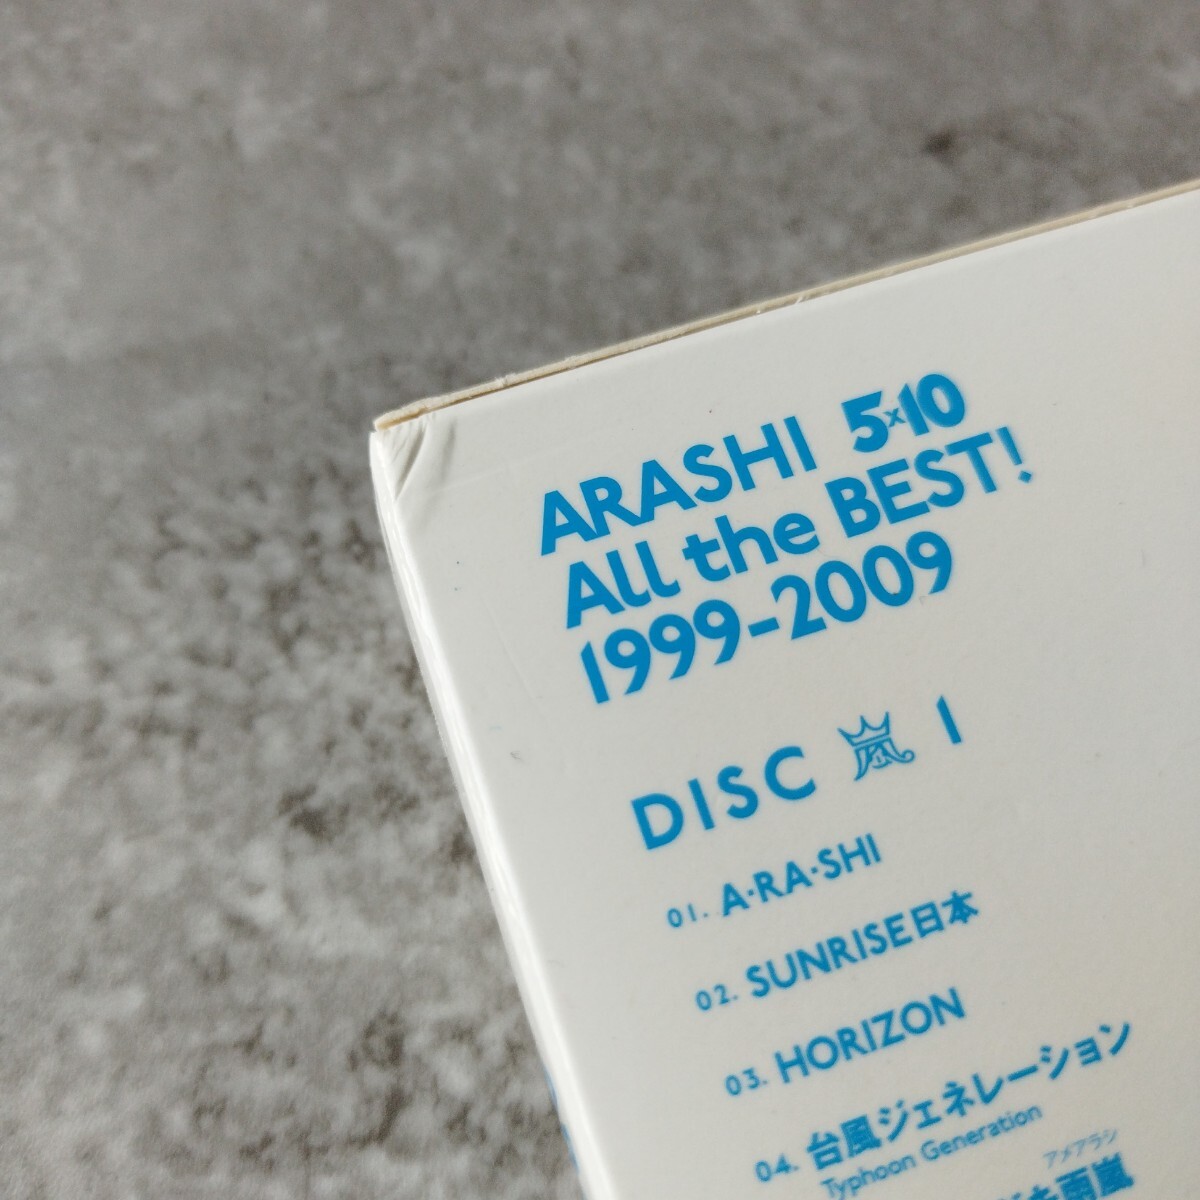 ARASHI 5×10
All the BEST!
1999-2009
DISC 嵐 1
01. A・RA・SHI
02. SUNRISE日本
03. HORIZON
04. 台風ジェネレーション
Typhoon Generation
アメアラシ
雨嵐